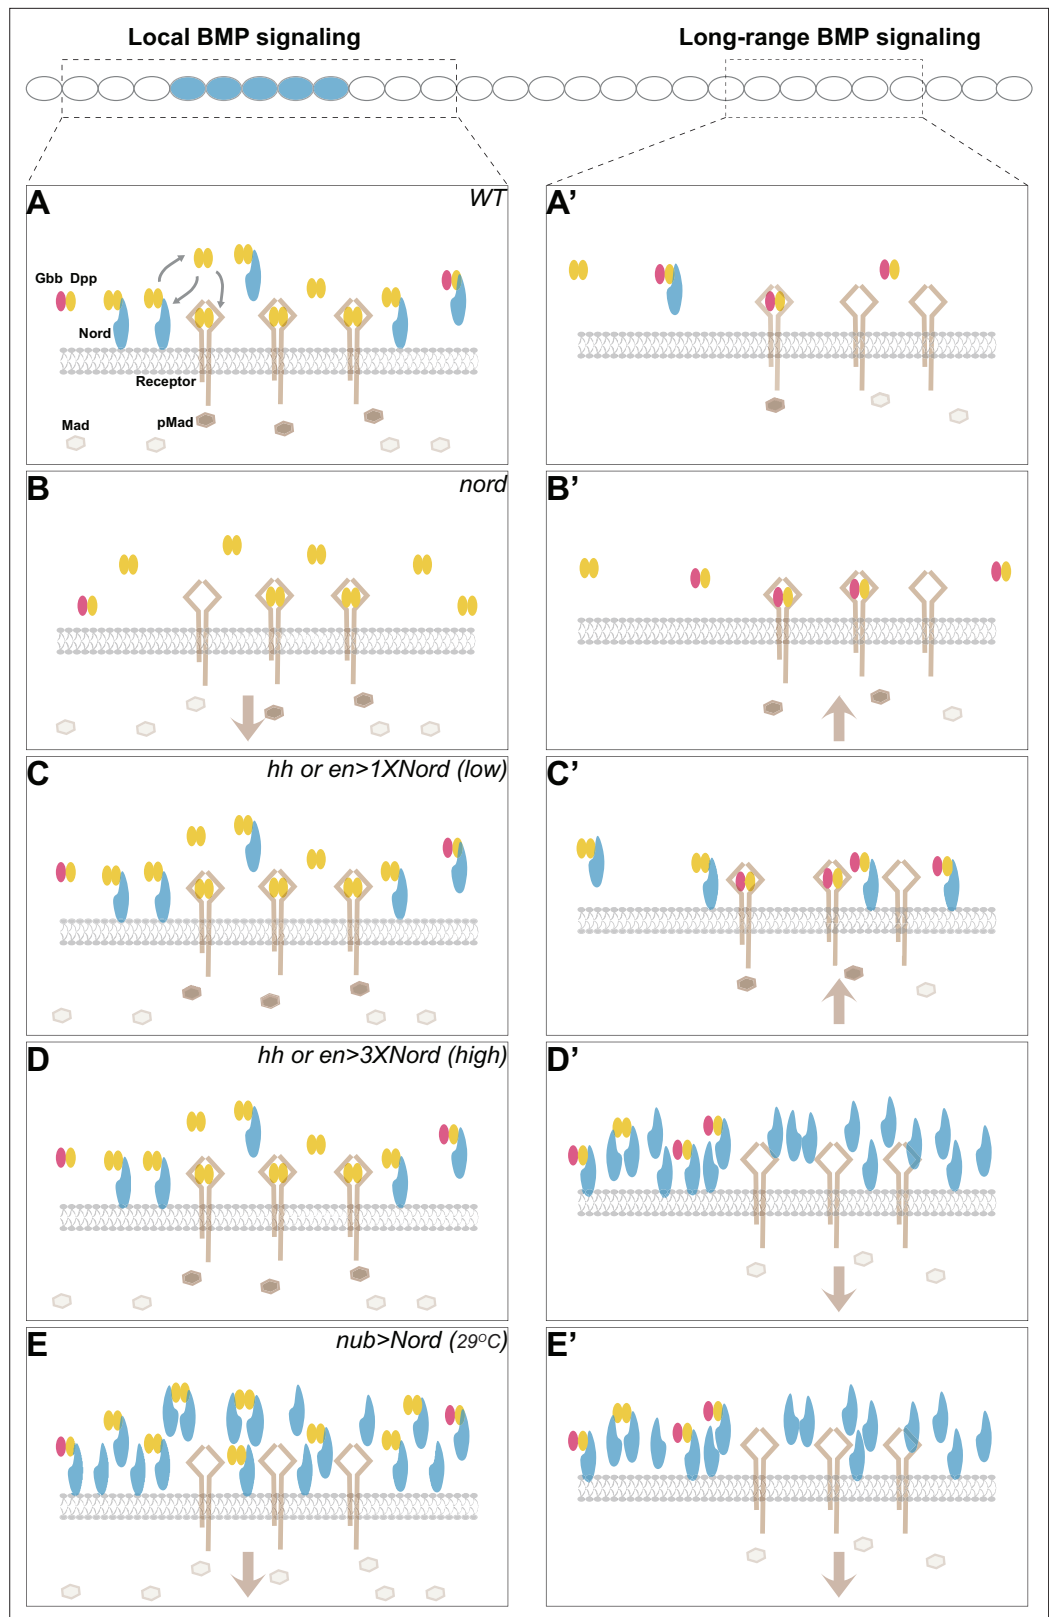 Local BMP signaling
Long-range BMP signaling
A
WT
Gbb Dpp
Nord
Receptor
Mad
pMad
A'
B
nord
B'
C
hh or en>1XNord (low)
C'
D
hh or en>3XNord (high)
D'
E
nub>Nord (29°C)
E'